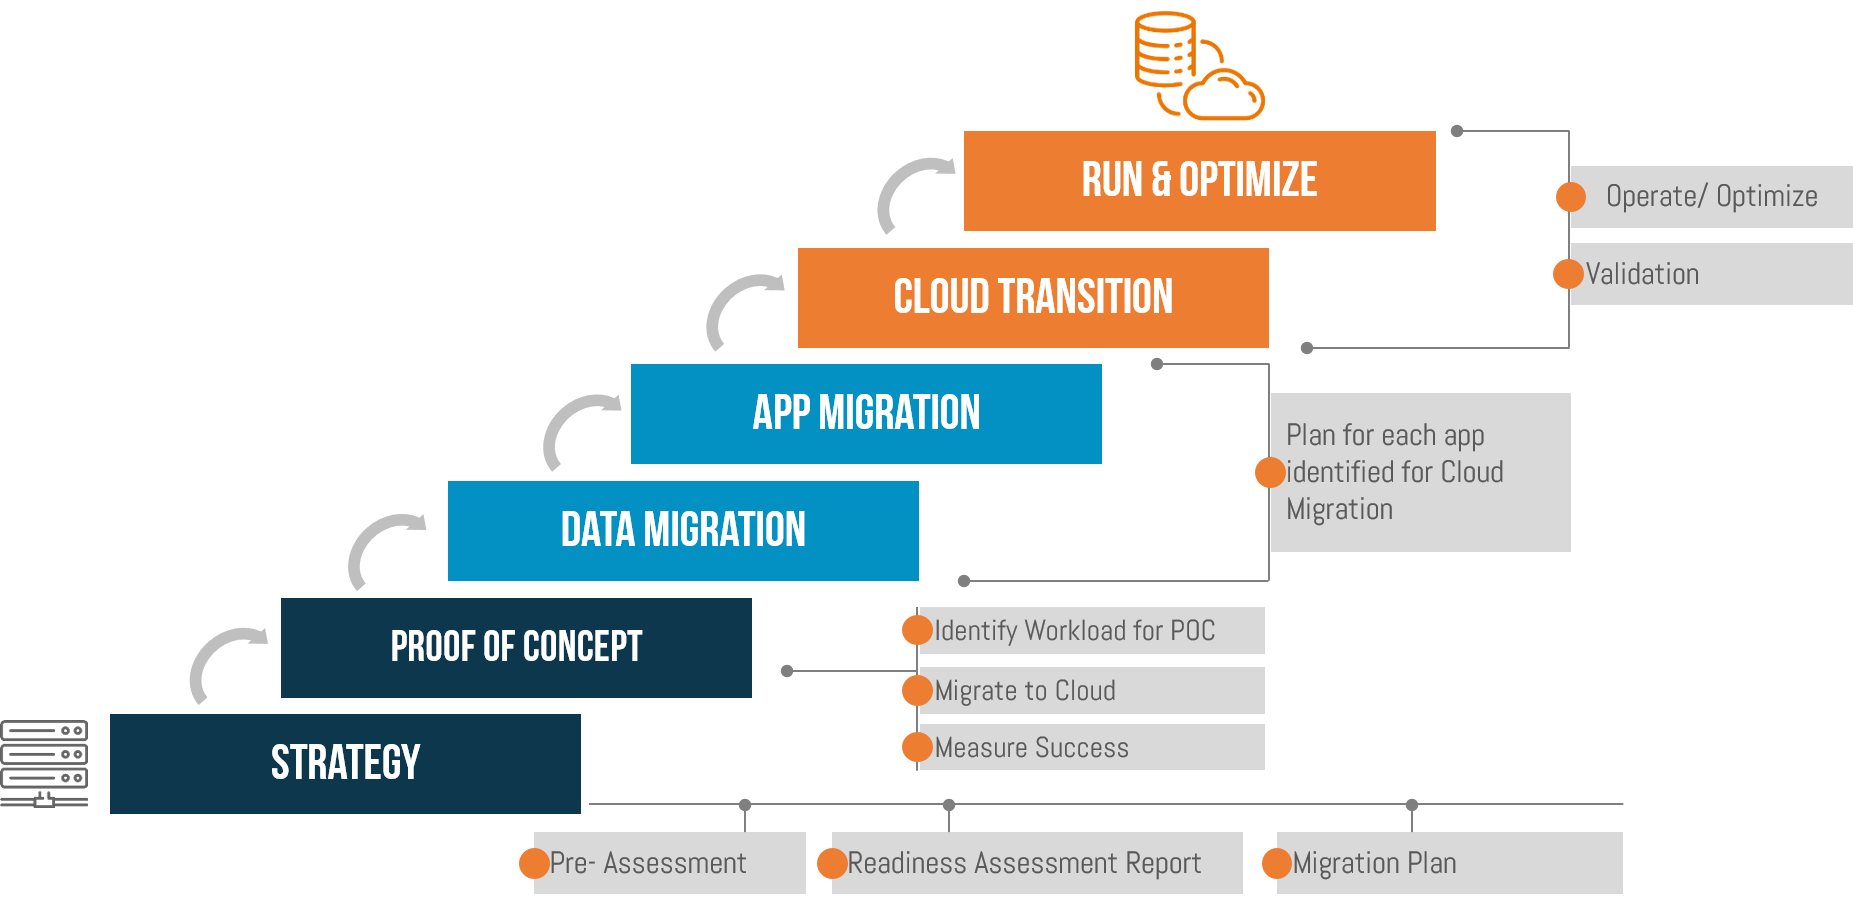 RUN & OPTIMIZE
Operate/ Optimize
CLOUD TRANSITION
Validation
APP MIGRATION
Plan for each app
identified for Cloud
Migration
DATA MIGRATION
PROOF OF CONCEPT
Identify Workload for POC
Migrate to Cloud
Measure Success
STRATEGY
Pre- Assessment
Readiness Assessment Report
Migration Plan